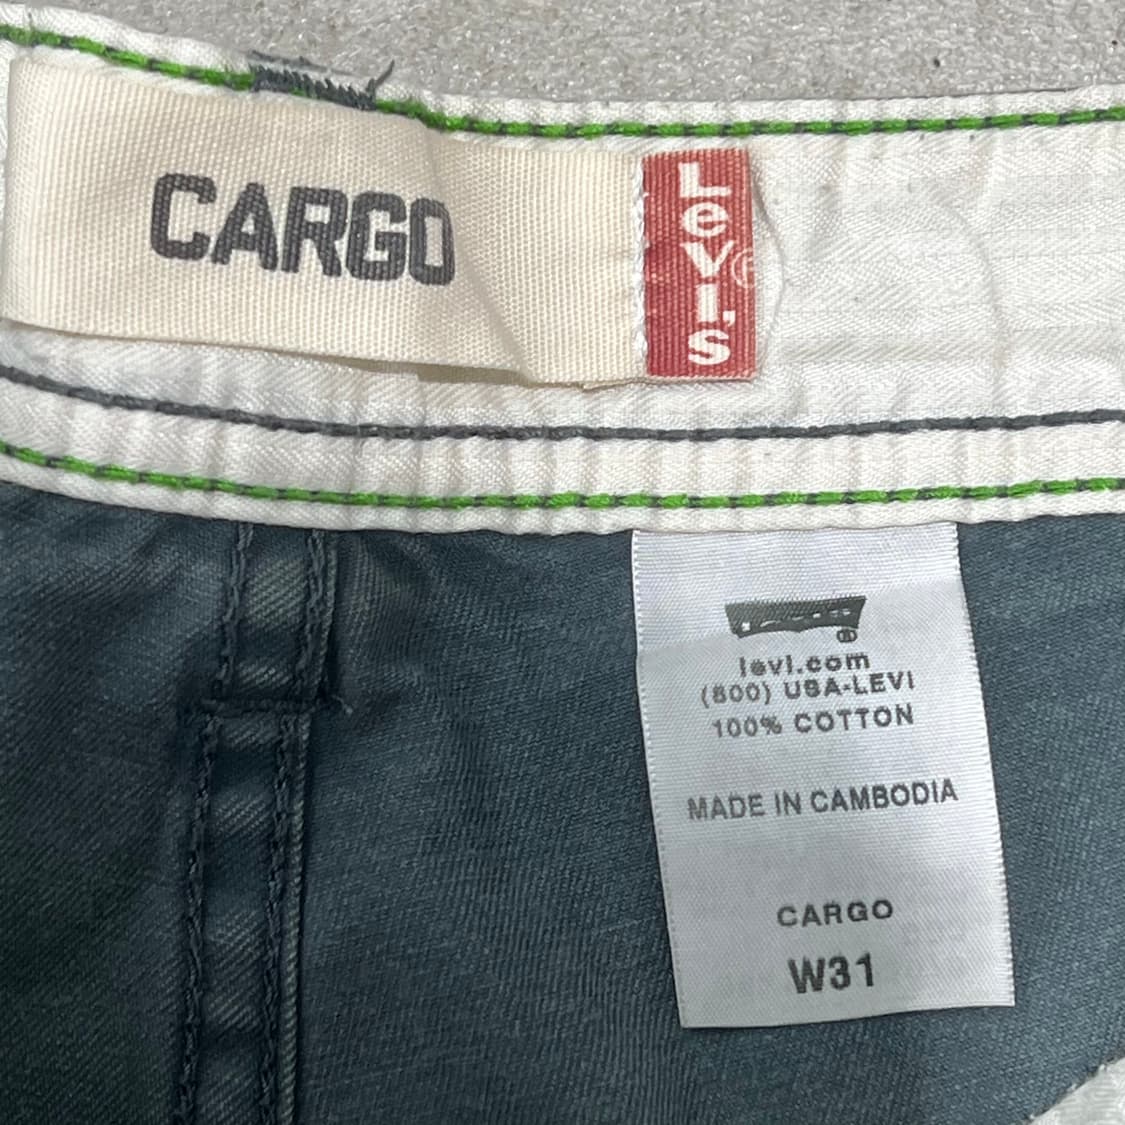 CARGO
Levi's®
levi.com
(800) USA-LEVI
100% COTTON
MADE IN CAMBODIA
CARGO
W31